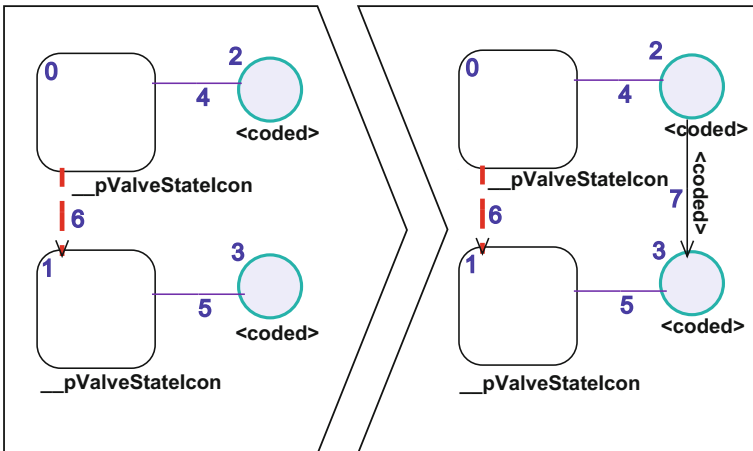 0
2
4
<coded>
__pValveStateIcon
6
1
3
5
<coded>
__pValveStateIcon
0
2
4
<coded>
__pValveStateIcon
<coded>
7
6
1
3
5
<coded>
__pValveStateIcon